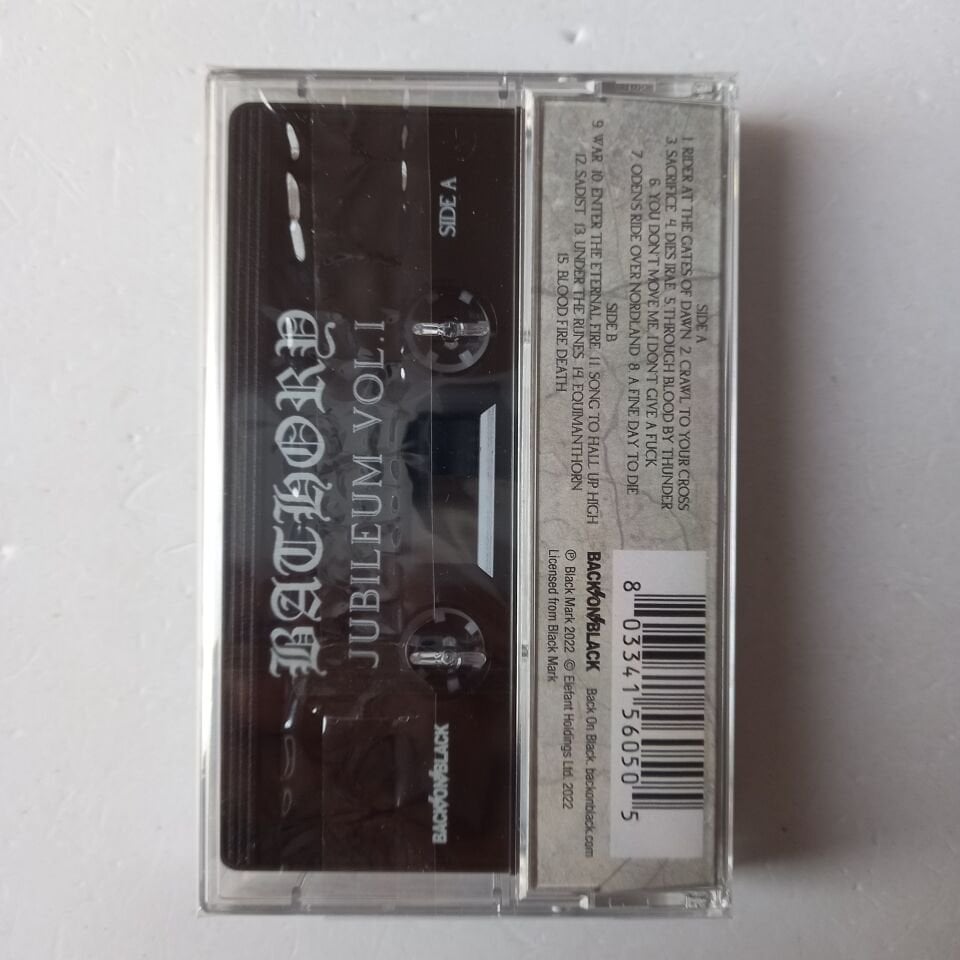 SIDE A
1 RIDER AT THE GATES OF DAWN 2 CRAWL TO YOUR CROSS
3 SACRIFICE 4 DIES IRAE 5 THROUGH BLOOD BY THUNDER
6 YOU DON'T MOVE ME, I DON'T GIVE A FUCK
7 ODENS RIDE OVER NORDLAND 8 A FINE DAY TO DIE
SIDE B
9 WAR 10 ENTER THE ETERNAL FIRE 11 SONG TO HALL UP HIGH
12 SADIST 13 UNDER THE RUNES 14 EQUIMANTHORN
15 BLOOD FIRE DEATH
8 03341 56050 5
BACK ON BLACK Back On Black. backonblack.com
℗ Black Mark 2022 © Elefant Holdings Ltd. 2022
Licensed from Black Mark
SIDE A
BACK ON BLACK
JUBILEUM VOL.I
BATHORY